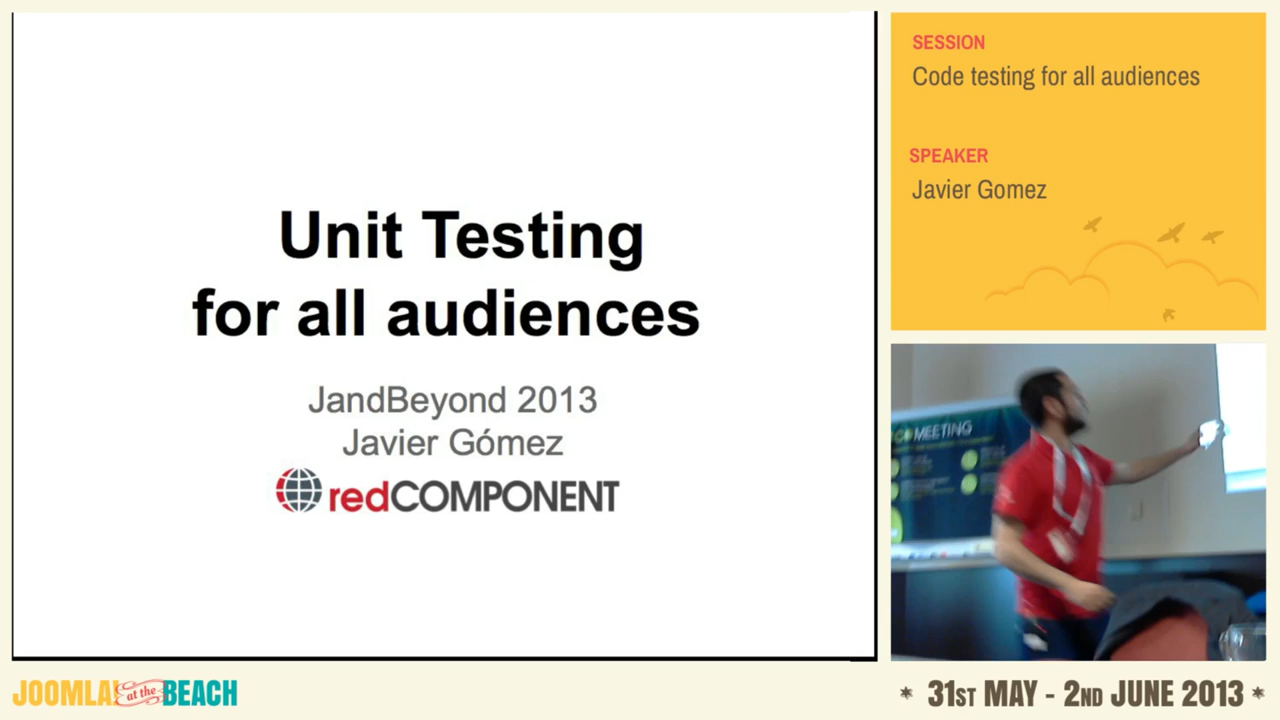 Unit Testing
for all audiences
JandBeyond 2013
Javier Gómez
redCOMPONENT
SESSION
Code testing for all audiences
SPEAKER
Javier Gomez
MEETING
JOOMLA! at the BEACH
* 31ST MAY - 2ND JUNE 2013 *